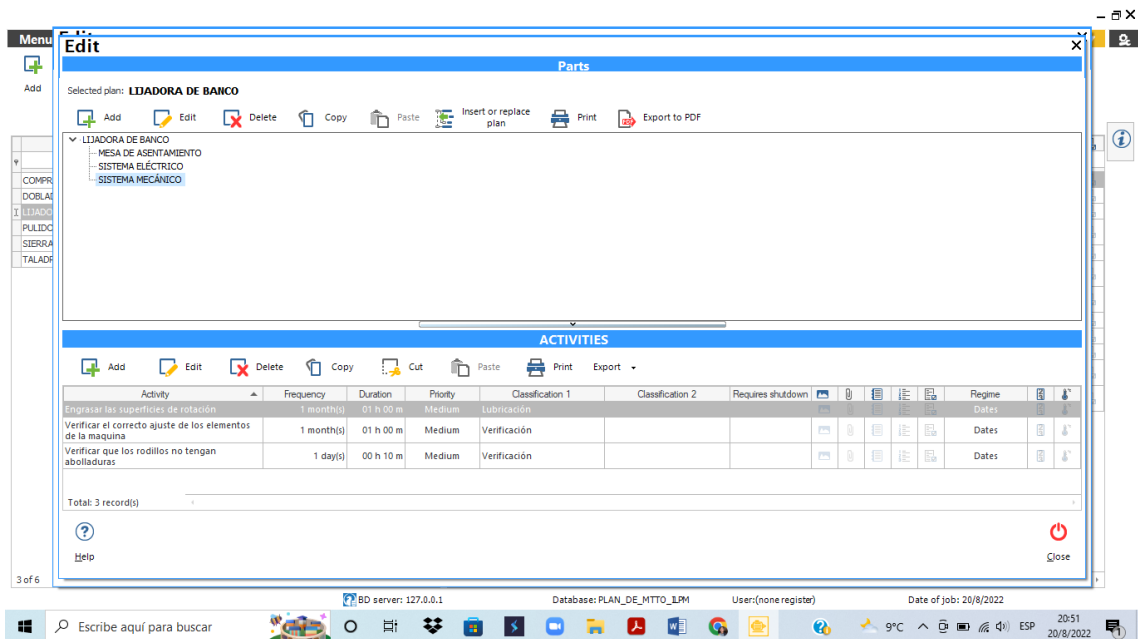 Menu
Edit
Add
Edit
Parts
Selected plan: LIJADORA DE BANCO
Add Edit Delete Copy Paste Insert or replace plan Print Export to PDF
LIJADORA DE BANCO
MESA DE ASENTAMIENTO
SISTEMA ELÉCTRICO
SISTEMA MECÁNICO
COMPR
DOBLAD
LIJADO
PULIDO
SIERRA
TALADR
ACTIVITIES
Add Edit Delete Copy Cut Paste Print Export
Activity Frequency Duration Priority Classification 1 Classification 2 Requires shutdown Regime
Engrasar las superficies de rotación 1 month(s) 01 h 00 m Medium Lubricación Dates
Verificar el correcto ajuste de los elementos
de la maquina 1 month(s) 01 h 00 m Medium Verificación Dates
Verificar que los rodillos no tengan
abolladuras 1 day(s) 00 h 10 m Medium Verificación Dates
Total: 3 record(s)
Help
Close
3 of 6
BD server: 127.0.0.1 Database: PLAN_DE_MTTO_ILPM User:(none register) Date of job: 20/8/2022
Escribe aquí para buscar 9°C ESP 20:51
20/8/2022
1